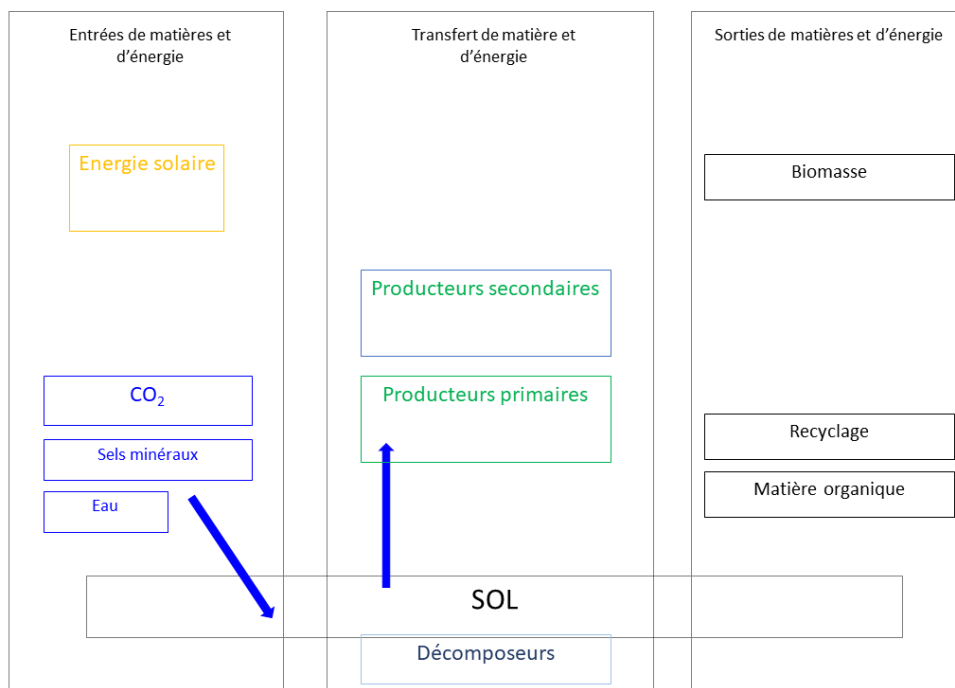 Entrées de matières et
d’énergie
Transfert de matière et
d’énergie
Sorties de matières et d’énergie
Energie solaire
Biomasse
Producteurs secondaires
CO₂
Producteurs primaires
Sels minéraux
Recyclage
Eau
Matière organique
SOL
Décomposeurs